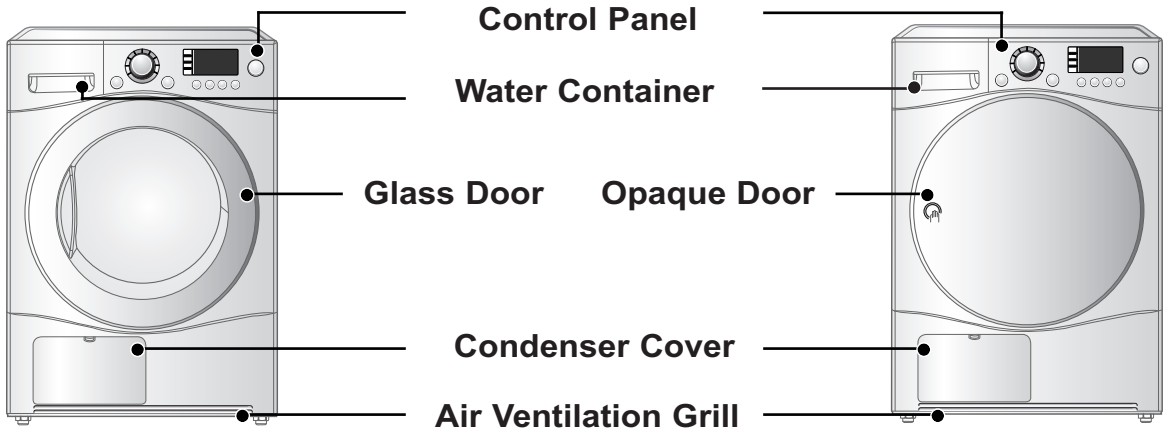 Control Panel
Water Container
Glass Door
Opaque Door
Condenser Cover
Air Ventilation Grill